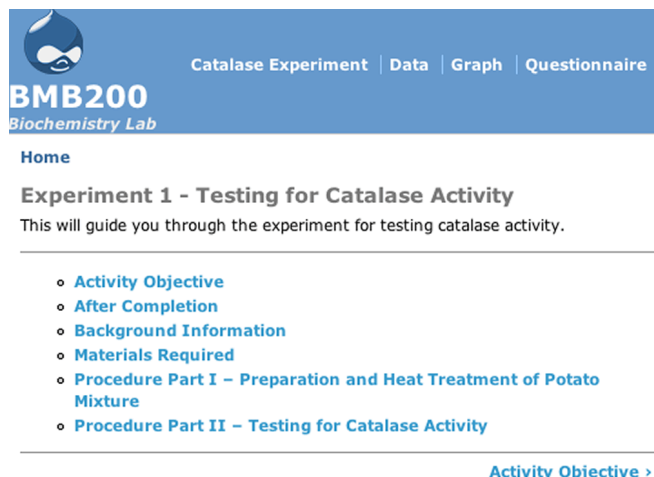 Catalase Experiment Data Graph Questionnaire
BMB200
Biochemistry Lab
Home
Experiment 1 - Testing for Catalase Activity
This will guide you through the experiment for testing catalase activity.
Activity Objective
After Completion
Background Information
Materials Required
Procedure Part I – Preparation and Heat Treatment of Potato
Mixture
Procedure Part II – Testing for Catalase Activity
Activity Objective ›